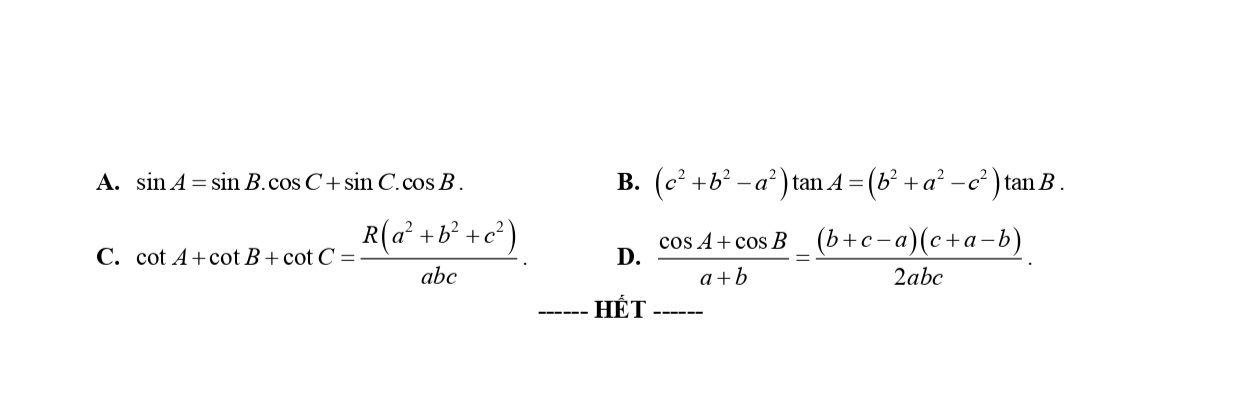 A. sin A = sin B.cos C + sin C.cos B . B. (c² + b² − a²) tan A = (b² + a² − c²) tan B .
C. cot A + cot B + cot C = R(a² + b² + c²) / abc . D. (cos A + cos B) / (a + b) = (b + c − a)(c + a − b) / 2abc .
------ HẾT ------